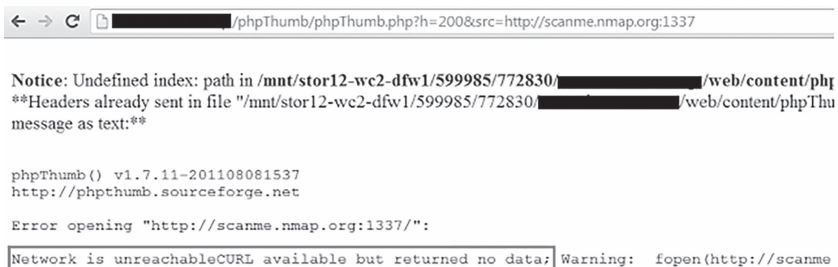 /phpThumb/phpThumb.php?h=200&src=http://scanme.nmap.org:1337
Notice: Undefined index: path in /mnt/stor12-wc2-dfw1/599985/772830/ /web/content/php
**Headers already sent in file "/mnt/stor12-wc2-dfw1/599985/772830/ /web/content/phpThu
message as text:**
phpThumb() v1.7.11-201108081537
http://phpthumb.sourceforge.net
Error opening "http://scanme.nmap.org:1337/":
Network is unreachableCURL available but returned no data; Warning: fopen(http://scanme